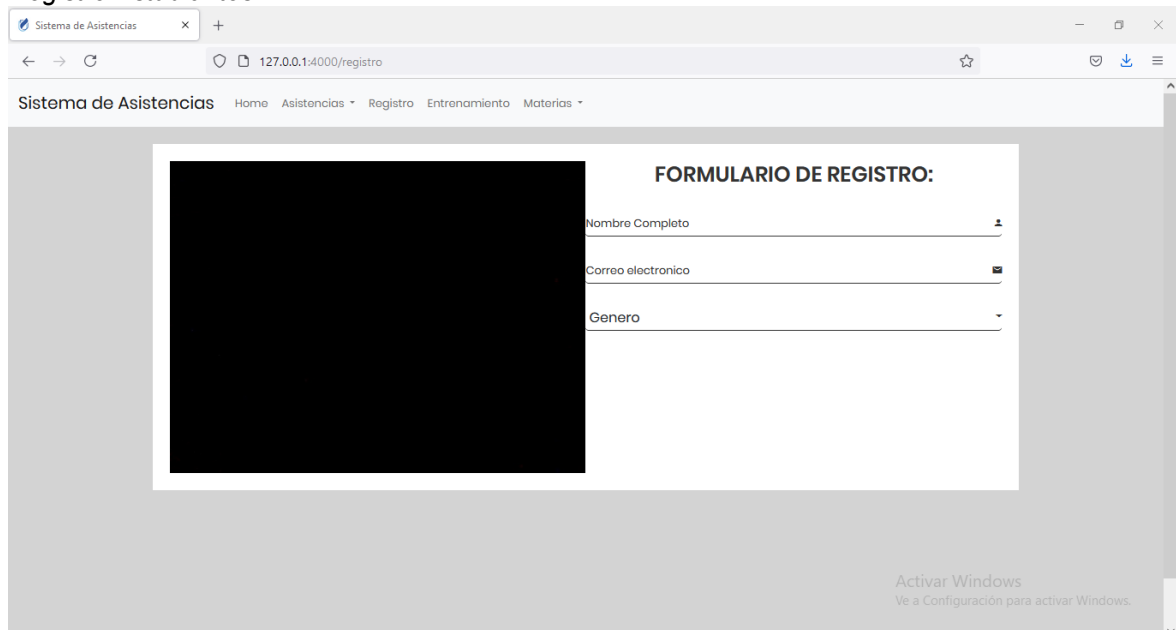 Sistema de Asistencias
127.0.0.1:4000/registro
Sistema de Asistencias Home Asistencias Registro Entrenamiento Materias
FORMULARIO DE REGISTRO:
Nombre Completo
Correo electronico
Genero
Activar Windows
Ve a Configuración para activar Windows.